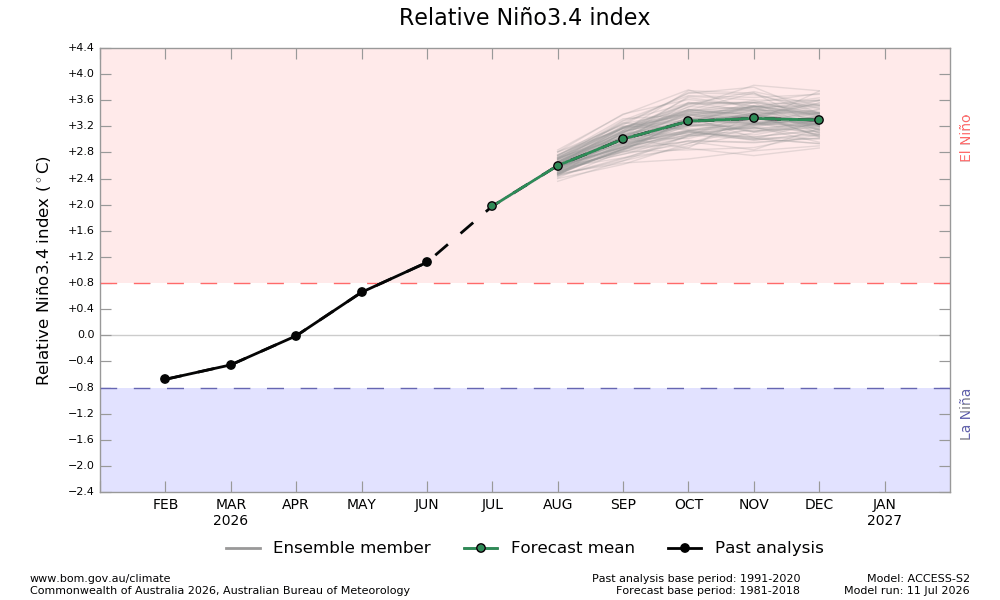 Relative Niño3.4 index
+4.4
+4.0
+3.6
+3.2
+2.8
+2.4
+2.0
+1.6
+1.2
+0.8
+0.4
0.0
−0.4
−0.8
−1.2
−1.6
−2.0
−2.4
Relative Niño3.4 index (°C)
El Niño
La Niña
FEB MAR APR MAY JUN JUL AUG SEP OCT NOV DEC JAN
2026 2027
Ensemble member Forecast mean Past analysis
www.bom.gov.au/climate Past analysis base period: 1991-2020 Model: ACCESS-S2
Commonwealth of Australia 2026, Australian Bureau of Meteorology Forecast base period: 1981-2018 Model run: 11 Jul 2026